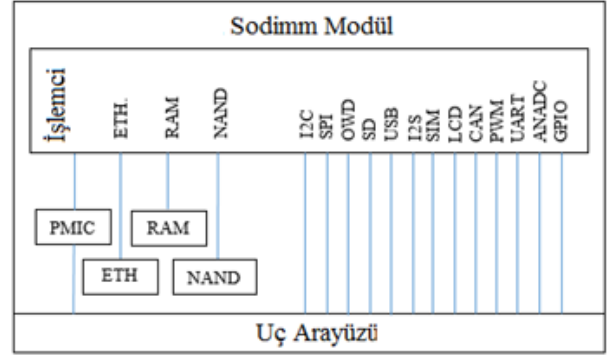 Sodimm Modül
İşlemci
ETH.
RAM
NAND
I2C
SPI
OWD
SD
USB
I2S
SIM
LCD
CAN
PWM
UART
ANADC
GPIO
PMIC
RAM
ETH
NAND
Uç Arayüzü